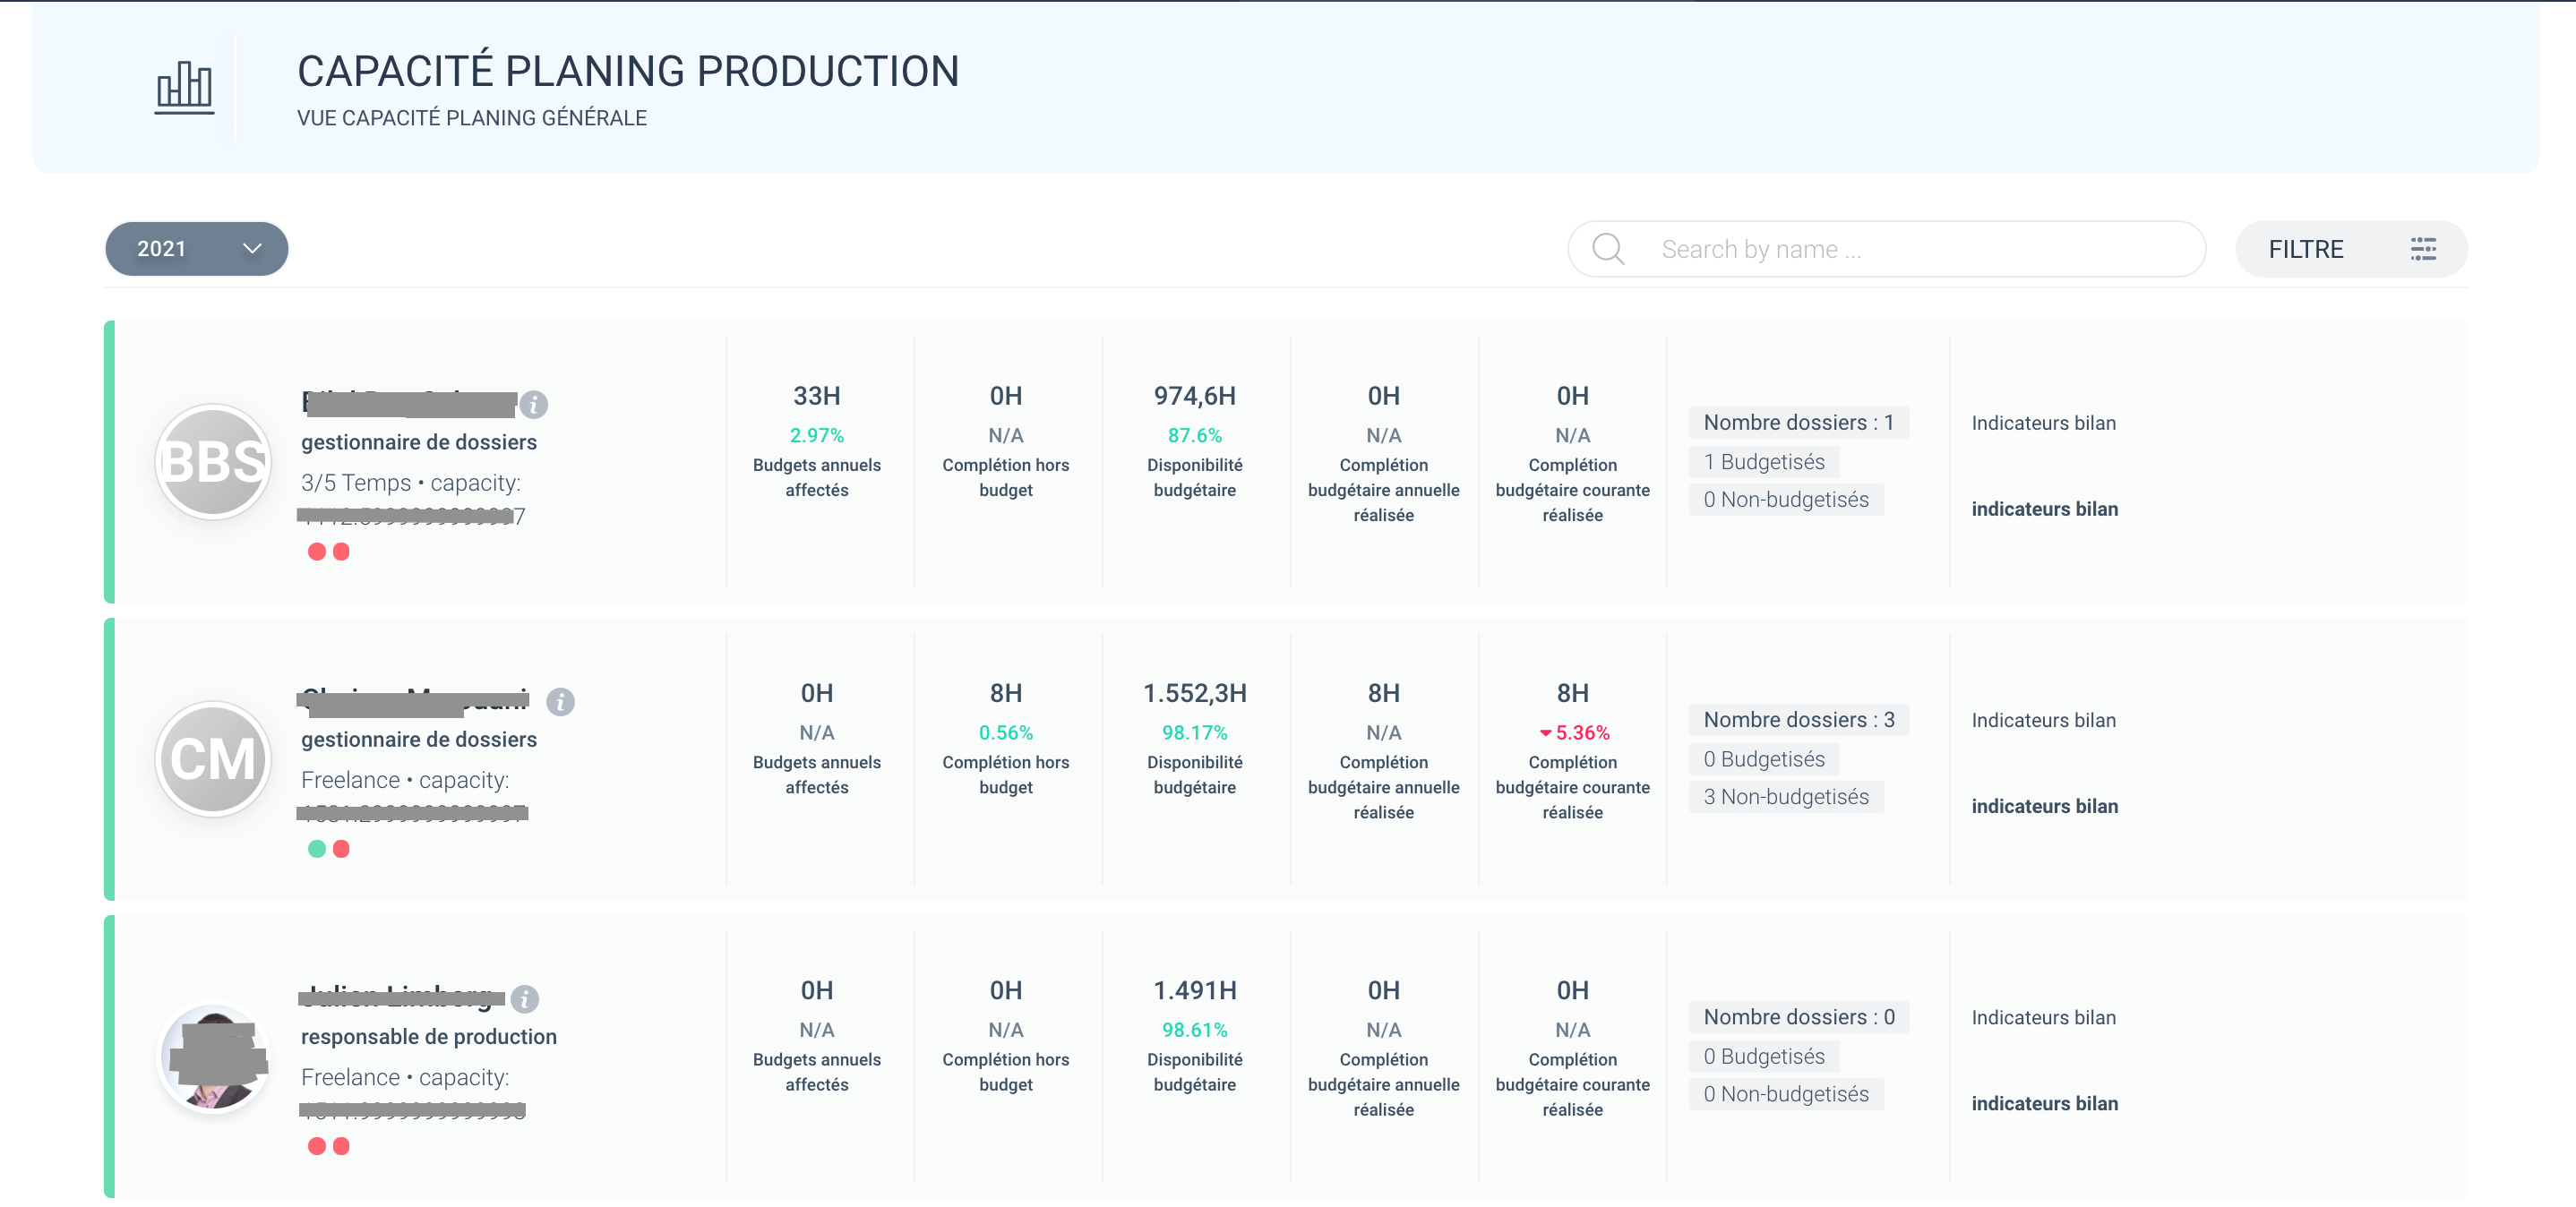 CAPACITÉ PLANING PRODUCTION
VUE CAPACITÉ PLANING GÉNÉRALE
2021
Search by name ...
FILTRE
BBS
gestionnaire de dossiers
3/5 Temps • capacity:
33H
2.97%
Budgets annuels
affectés
0H
N/A
Complétion hors
budget
974,6H
87.6%
Disponibilité
budgétaire
0H
N/A
Complétion
budgétaire annuelle
réalisée
0H
N/A
Complétion
budgétaire courante
réalisée
Nombre dossiers : 1
1 Budgetisés
0 Non-budgetisés
Indicateurs bilan
indicateurs bilan
CM
gestionnaire de dossiers
Freelance • capacity:
0H
N/A
Budgets annuels
affectés
8H
0.56%
Complétion hors
budget
1.552,3H
98.17%
Disponibilité
budgétaire
8H
N/A
Complétion
budgétaire annuelle
réalisée
8H
5.36%
Complétion
budgétaire courante
réalisée
Nombre dossiers : 3
0 Budgetisés
3 Non-budgetisés
Indicateurs bilan
indicateurs bilan
responsable de production
Freelance • capacity:
0H
N/A
Budgets annuels
affectés
0H
N/A
Complétion hors
budget
1.491H
98.61%
Disponibilité
budgétaire
0H
N/A
Complétion
budgétaire annuelle
réalisée
0H
N/A
Complétion
budgétaire courante
réalisée
Nombre dossiers : 0
0 Budgetisés
0 Non-budgetisés
Indicateurs bilan
indicateurs bilan